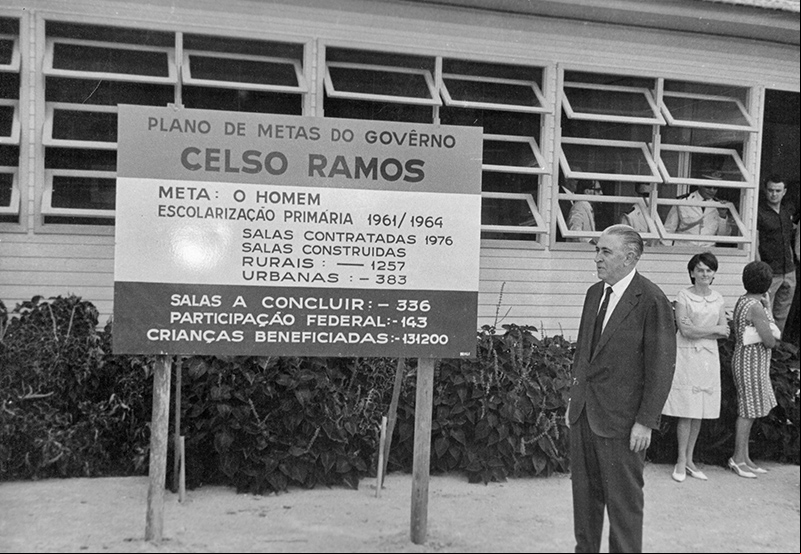 PLANO DE METAS DO GOVÊRNO
CELSO RAMOS
META: O HOMEM
ESCOLARIZAÇÃO PRIMÁRIA 1961/1964
SALAS CONTRATADAS 1976
SALAS CONSTRUIDAS
RURAIS : — 1257
URBANAS : - 383
SALAS A CONCLUIR :- 336
PARTICIPAÇÃO FEDERAL:-143
CRIANÇAS BENEFICIADAS:-131200